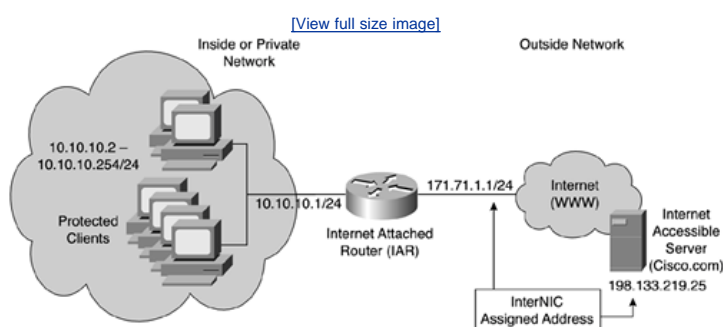 [View full size image]
Inside or Private
Network
Outside Network
10.10.10.2 –
10.10.10.254/24
Protected
Clients
10.10.10.1/24
Internet Attached
Router (IAR)
171.71.1.1/24
Internet
(WWW)
Internet
Accessible
Server
(Cisco.com)
198.133.219.25
InterNIC
Assigned Address